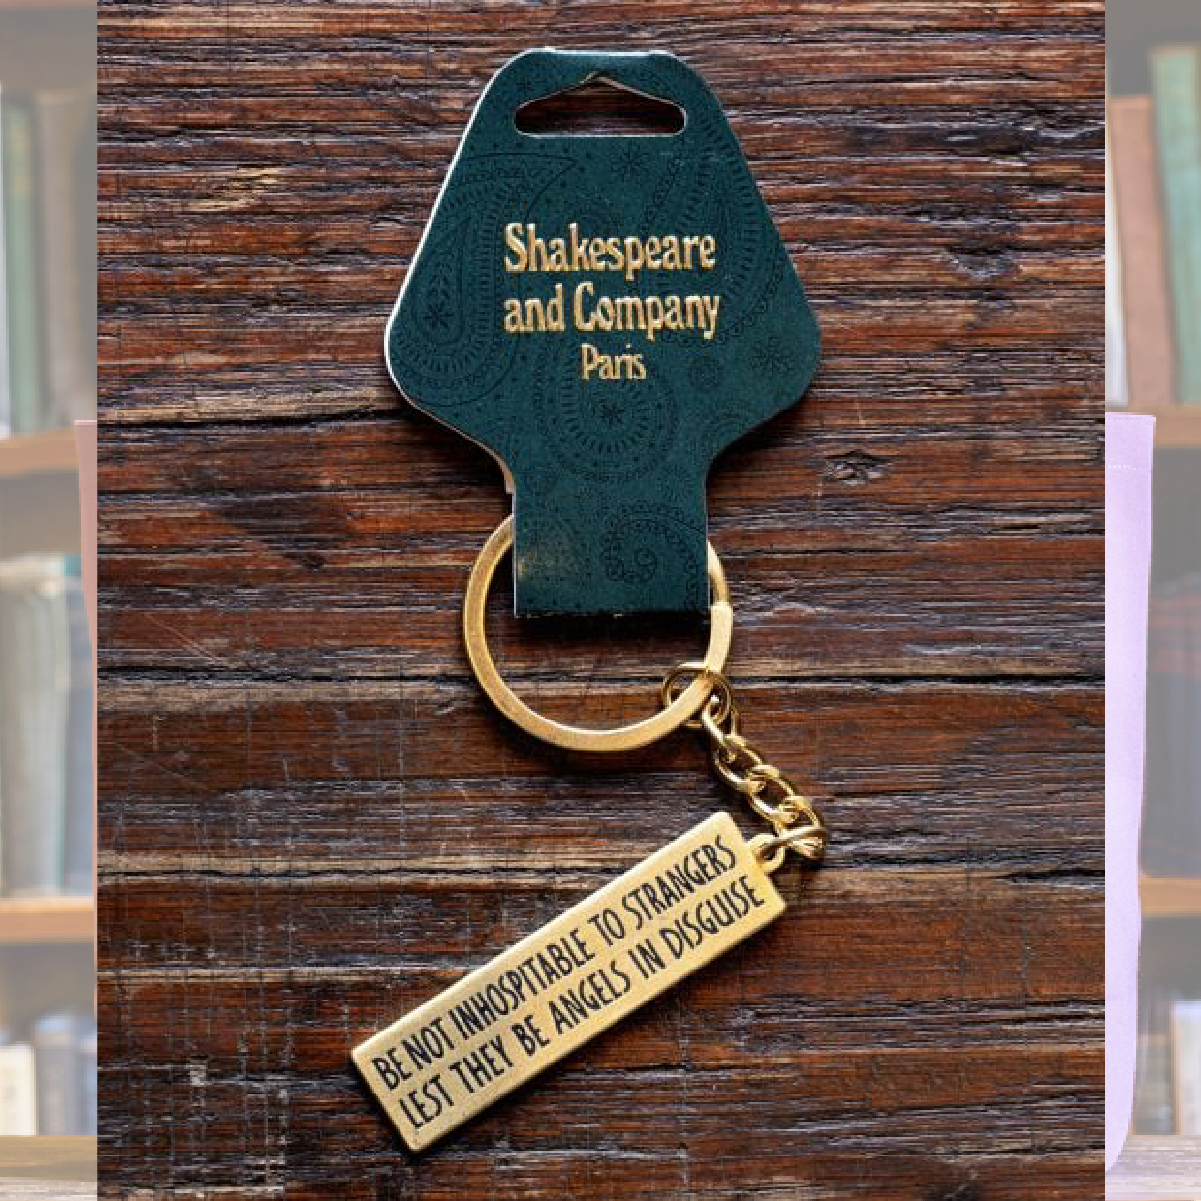 Shakespeare
and Company
Paris
BE NOT INHOSPITABLE TO STRANGERS
LEST THEY BE ANGELS IN DISGUISE